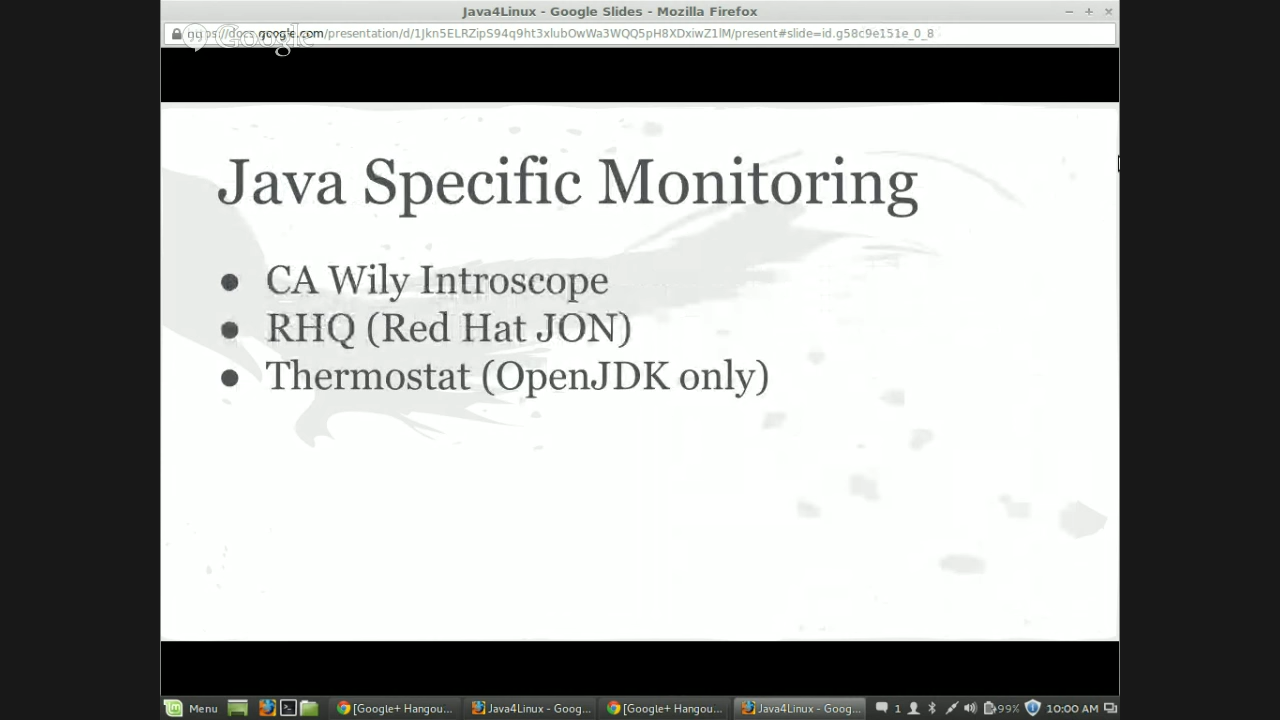 Java4Linux - Google Slides - Mozilla Firefox
docs.google.com/presentation/d/1Jkn5ELRZipS94q9ht3xlubOwWa3WQQ5pH8XDxiwZ1lM/present#slide=id.g58c9e151e_0_8
Google
Java Specific Monitoring
● CA Wily Introscope
● RHQ (Red Hat JON)
● Thermostat (OpenJDK only)
Menu [Google+ Hangou... Java4Linux - Goog... [Google+ Hangou... Java4Linux - Goog... 1 99% 10:00 AM